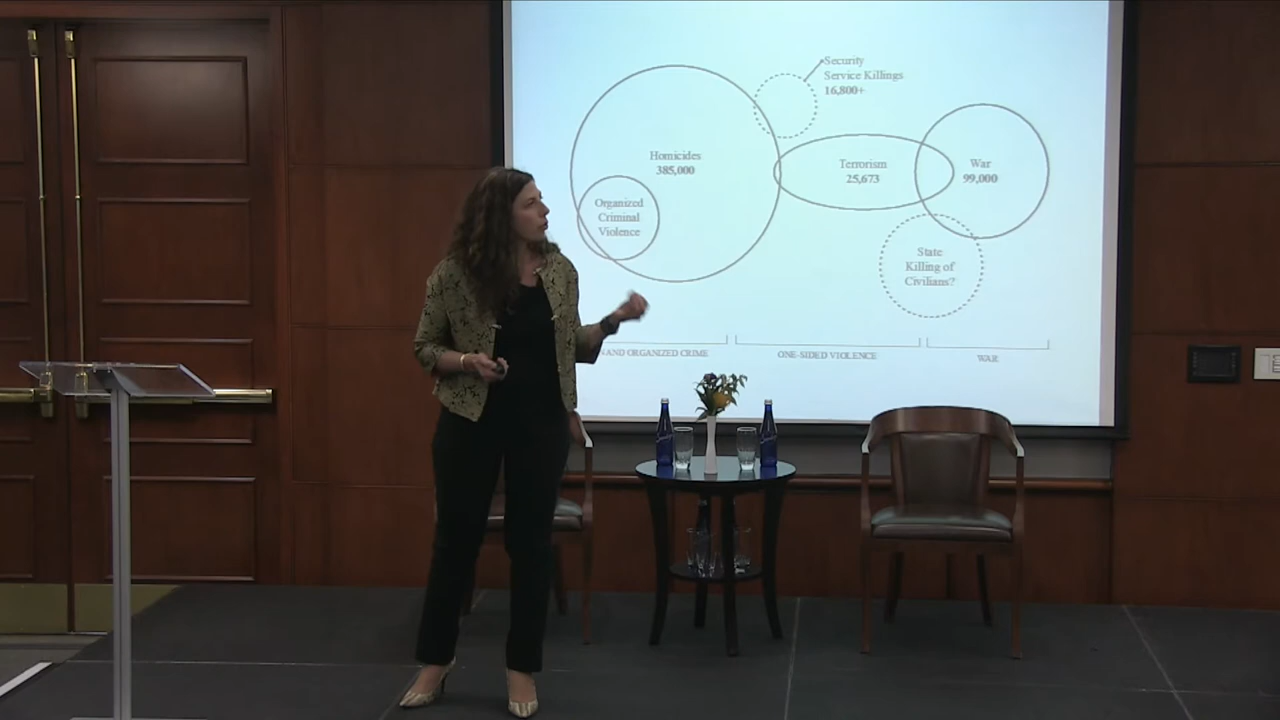 Security
Service Killings
16,800+
Homicides
385,000
Terrorism
25,673
War
99,000
Organized
Criminal
Violence
State
Killing of
Civilians?
AND ORGANIZED CRIME
ONE-SIDED VIOLENCE
WAR